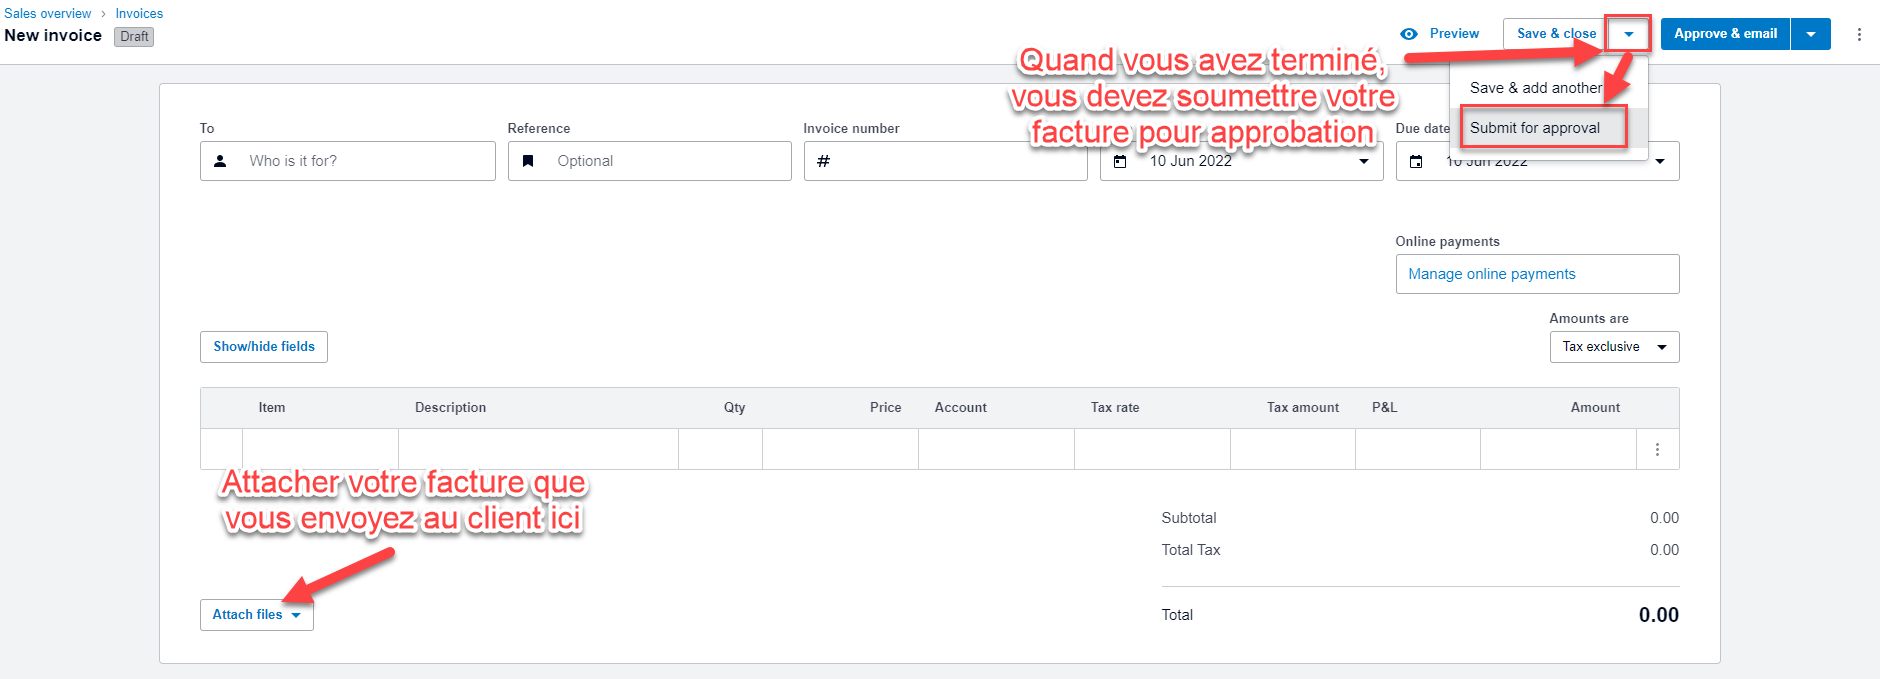 Sales overview > Invoices
New invoice Draft
Preview Save & close Approve & email
Quand vous avez terminé,
vous devez soumettre votre
facture pour approbation
Save & add another
Submit for approval
To Reference Invoice number Due date
Who is it for? Optional # 10 Jun 2022 10 Jun 2022
Online payments
Manage online payments
Amounts are
Show/hide fields Tax exclusive
Item Description Qty Price Account Tax rate Tax amount P&L Amount
Attacher votre facture que
vous envoyez au client ici
Subtotal 0.00
Total Tax 0.00
Attach files Total 0.00